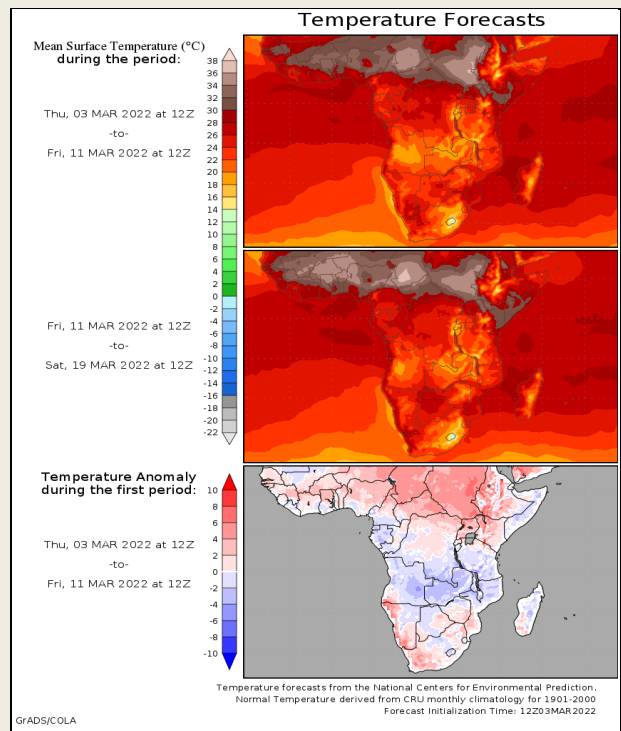 Temperature Forecasts
Mean Surface Temperature (°C)
during the period:
Thu, 03 MAR 2022 at 12Z
-to-
Fri, 11 MAR 2022 at 12Z
38
36
34
32
30
29
28
26
24
22
20
18
16
14
12
10
8
6
4
2
0
-2
-4
-6
-8
-10
-12
-14
-16
-18
-20
-22
Fri, 11 MAR 2022 at 12Z
-to-
Sat, 19 MAR 2022 at 12Z
Temperature Anomaly
during the first period:
Thu, 03 MAR 2022 at 12Z
-to-
Fri, 11 MAR 2022 at 12Z
10
8
6
4
2
0
-2
-4
-6
-8
-10
Temperature forecasts from the National Centers for Environmental Prediction.
Normal Temperature derived from CRU monthly climatology for 1901-2000
Forecast Initialization Time: 12Z03MAR2022
GrADS/COLA